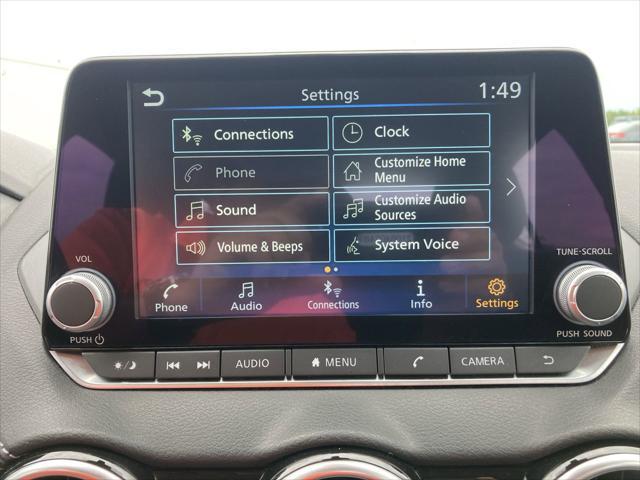 Settings
1:49
Connections
Clock
Phone
Customize Home
Menu
Sound
Customize Audio
Sources
Volume & Beeps
System Voice
Phone
Audio
Connections
Info
Settings
VOL
PUSH
TUNE-SCROLL
PUSH SOUND
AUDIO
MENU
CAMERA